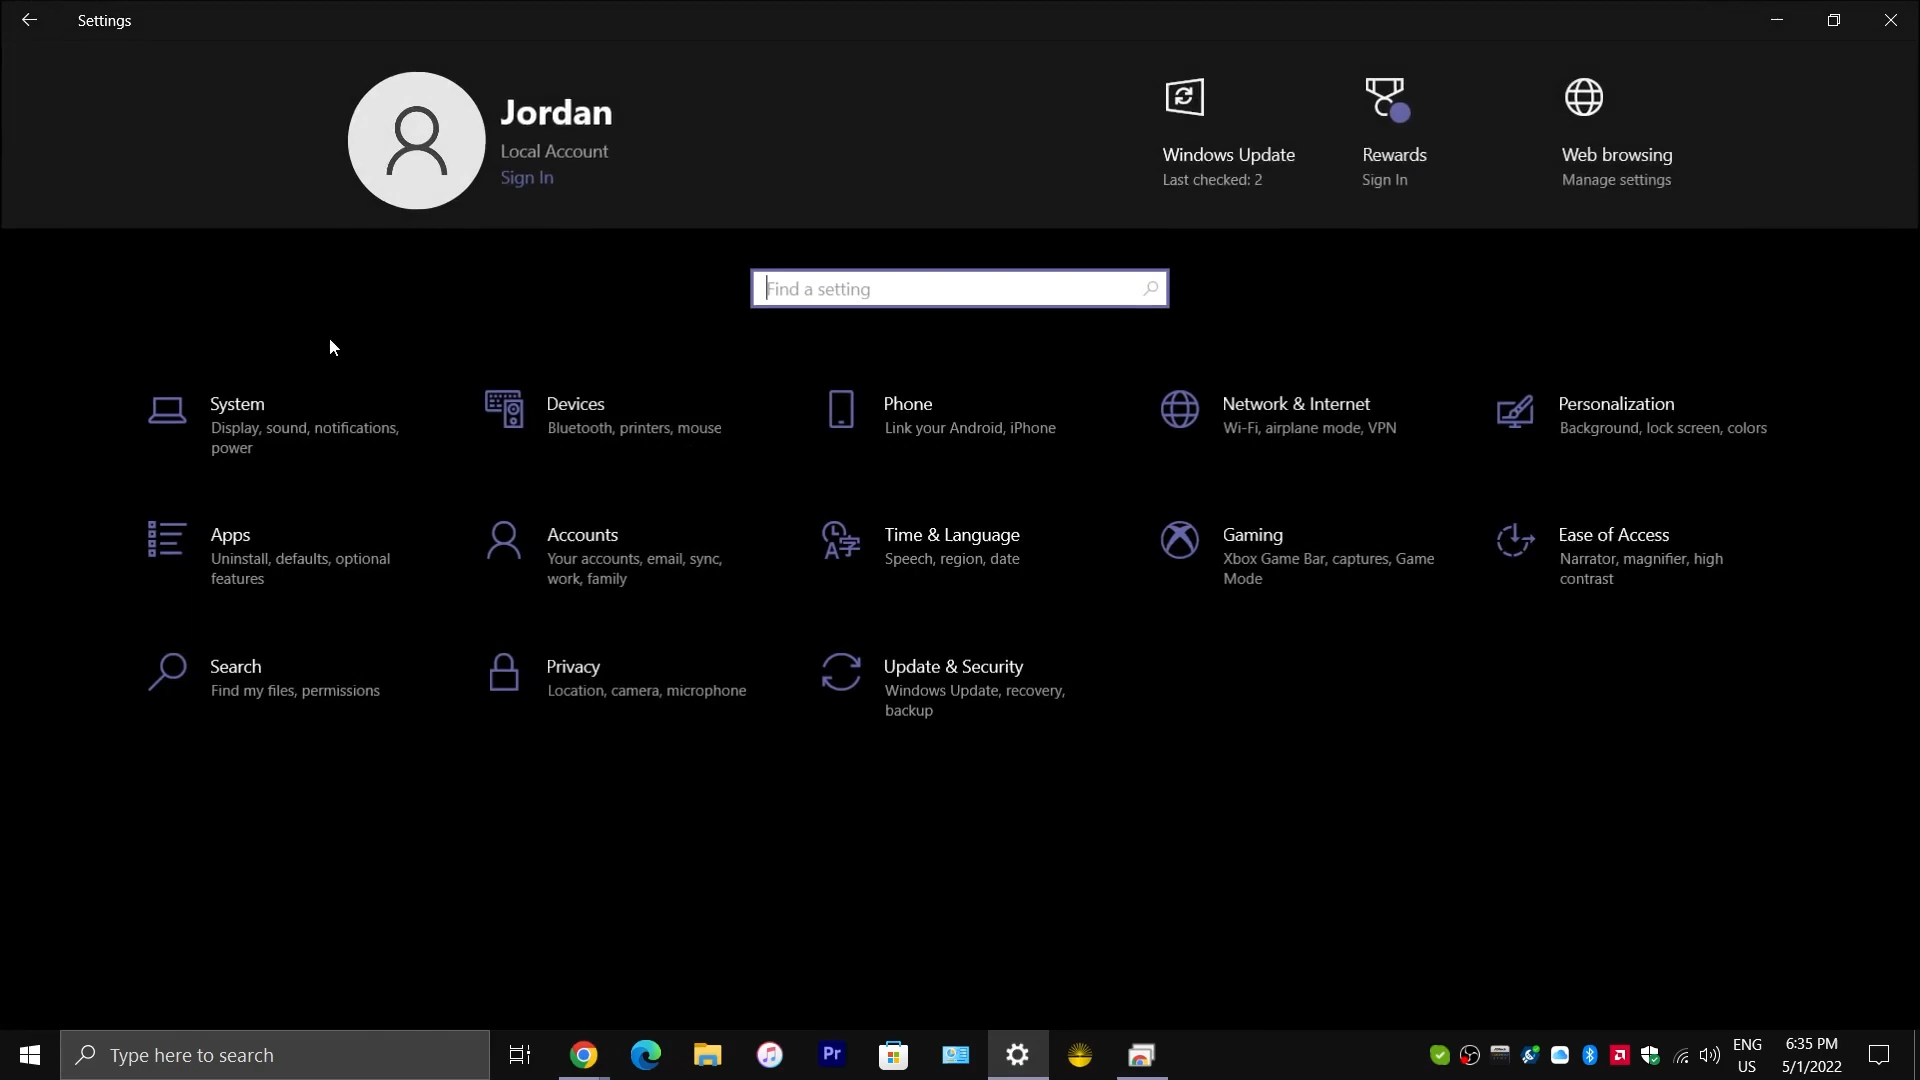 Settings
Jordan
Local Account
Sign In
Windows Update
Last checked: 2
Rewards
Sign In
Web browsing
Manage settings
Find a setting
System
Display, sound, notifications,
power
Devices
Bluetooth, printers, mouse
Phone
Link your Android, iPhone
Network & Internet
Wi-Fi, airplane mode, VPN
Personalization
Background, lock screen, colors
Apps
Uninstall, defaults, optional
features
Accounts
Your accounts, email, sync,
work, family
Time & Language
Speech, region, date
Gaming
Xbox Game Bar, captures, Game
Mode
Ease of Access
Narrator, magnifier, high
contrast
Search
Find my files, permissions
Privacy
Location, camera, microphone
Update & Security
Windows Update, recovery,
backup
Type here to search
Pr
ENG
US
6:35 PM
5/1/2022